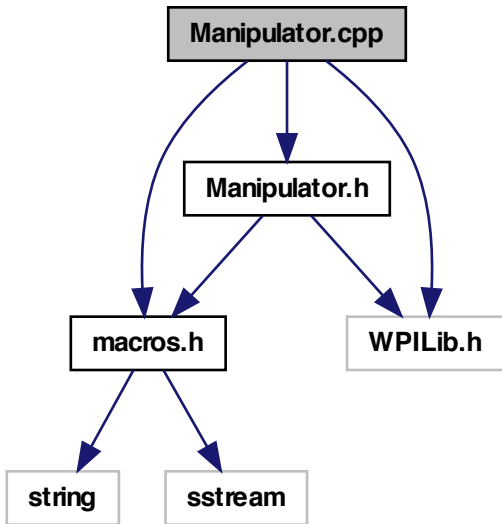 Manipulator.cpp
Manipulator.h
macros.h
WPILib.h
string
sstream